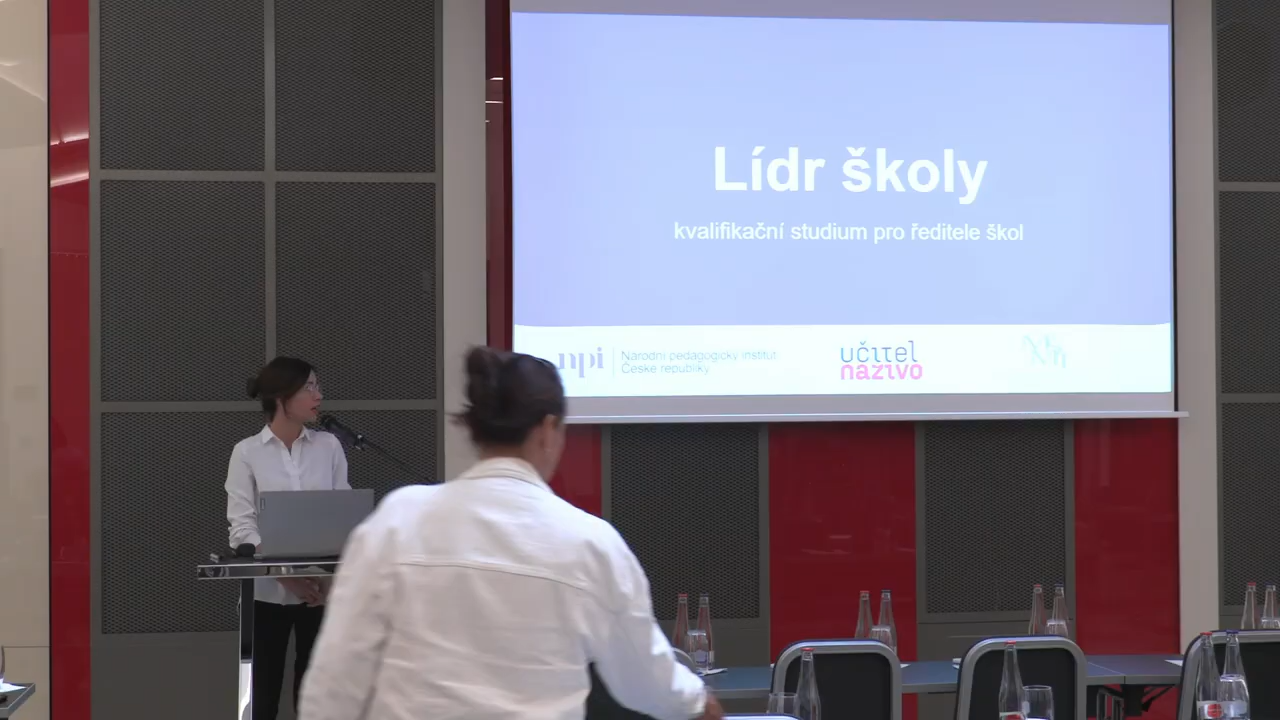 Lídr školy
kvalifikační studium pro ředitele škol
npi
Národní pedagogický institut
České republiky
učitel
naživo